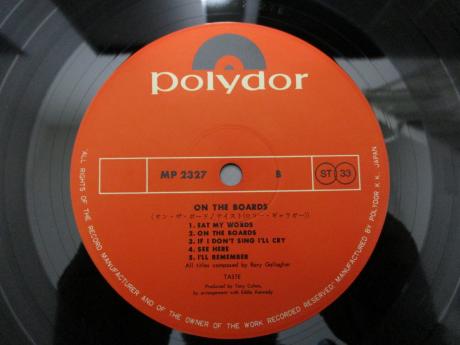 polydor
MP 2327 B ST 33
ON THE BOARDS
(オン・ザ・ボード/テイスト(ロリー・ギャラガー))
1. EAT MY WORDS
2. ON THE BOARDS
3. IF I DON'T SING I'LL CRY
4. SEE HERE
5. I'LL REMEMBER
All titles composed by Rory Gallagher
TASTE
Produced by Tony Colton,
by arrangement with Eddie Kennedy
"ALL RIGHTS OF THE RECORD MANUFACTURER AND OF THE OWNER OF THE WORK RECORDED RESERVED" MANUFACTURED BY POLYDOR K.K. JAPAN